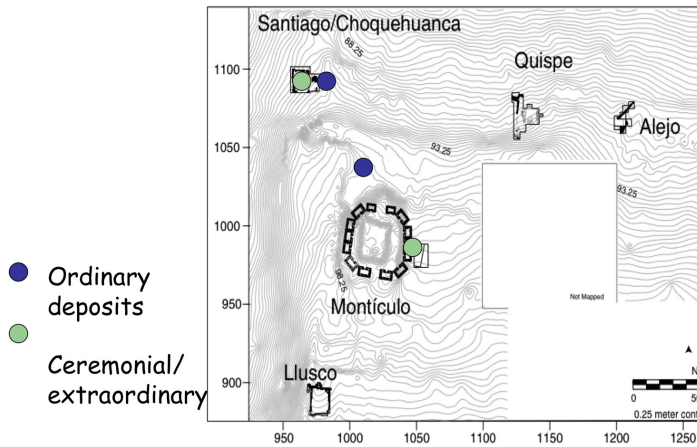 Santiago/Choquehuanca
88.25
Quispe
1100
Alejo
1050
93.25
93.25
1000
Ordinary
deposits
98.25
950
Not Mapped
Montículo
Ceremonial/
extraordinary
Llusco
900
N
0
0.25 meter
950
1000
1050
1100
1150
1200
1250